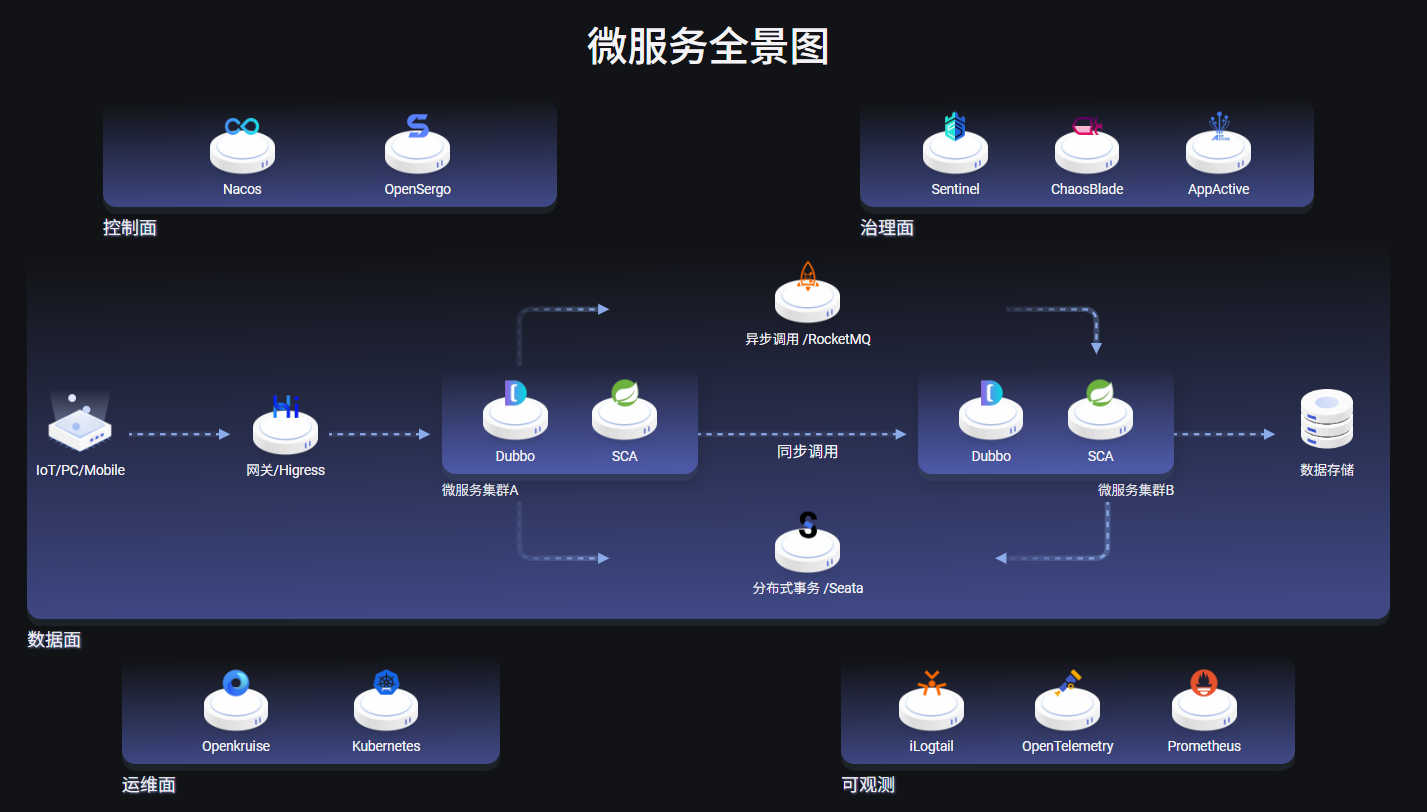 微服务全景图
Nacos
OpenSergo
控制面
Sentinel
ChaosBlade
AppActive
治理面
异步调用 /RocketMQ
IoT/PC/Mobile
网关/Higress
Dubbo
SCA
微服务集群A
同步调用
Dubbo
SCA
微服务集群B
数据存储
分布式事务 /Seata
数据面
Openkruise
Kubernetes
运维面
iLogtail
OpenTelemetry
Prometheus
可观测